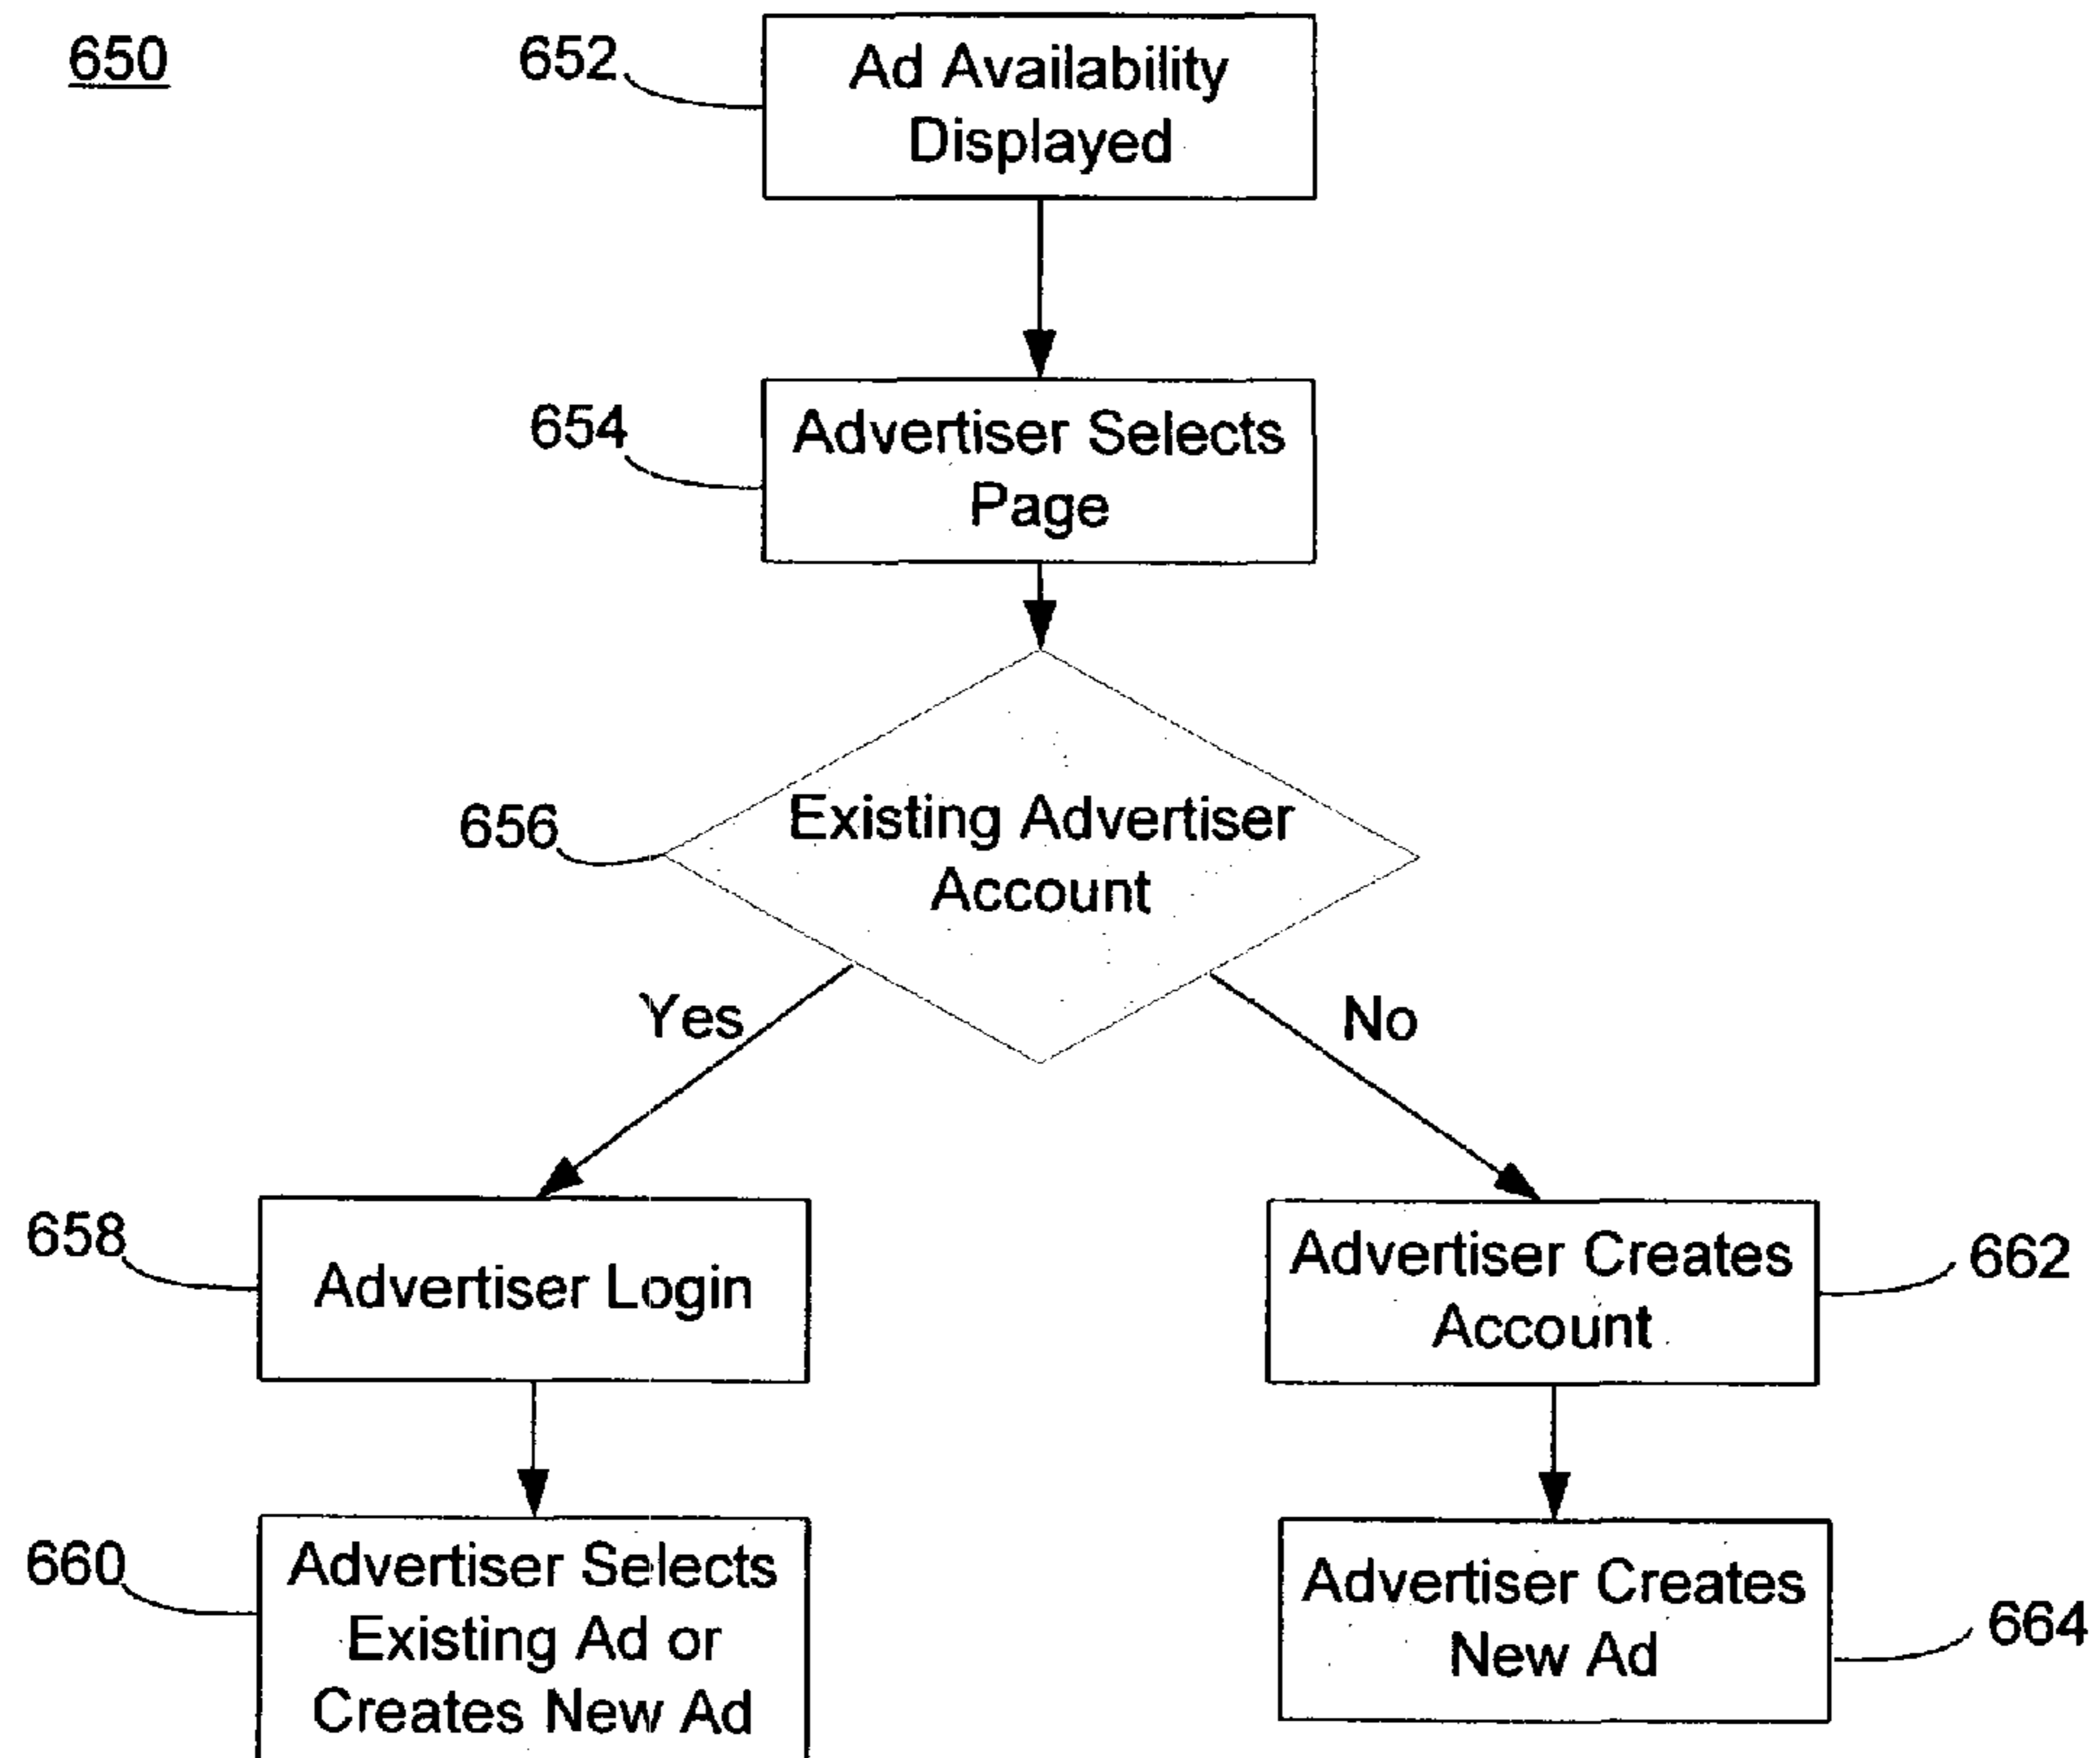 650
652
Ad Availability
Displayed
654
Advertiser Selects
Page
656
Existing Advertiser
Account
Yes
No
658
Advertiser Login
Advertiser Creates
Account
662
660
Advertiser Selects
Existing Ad or
Creates New Ad
Advertiser Creates
New Ad
664